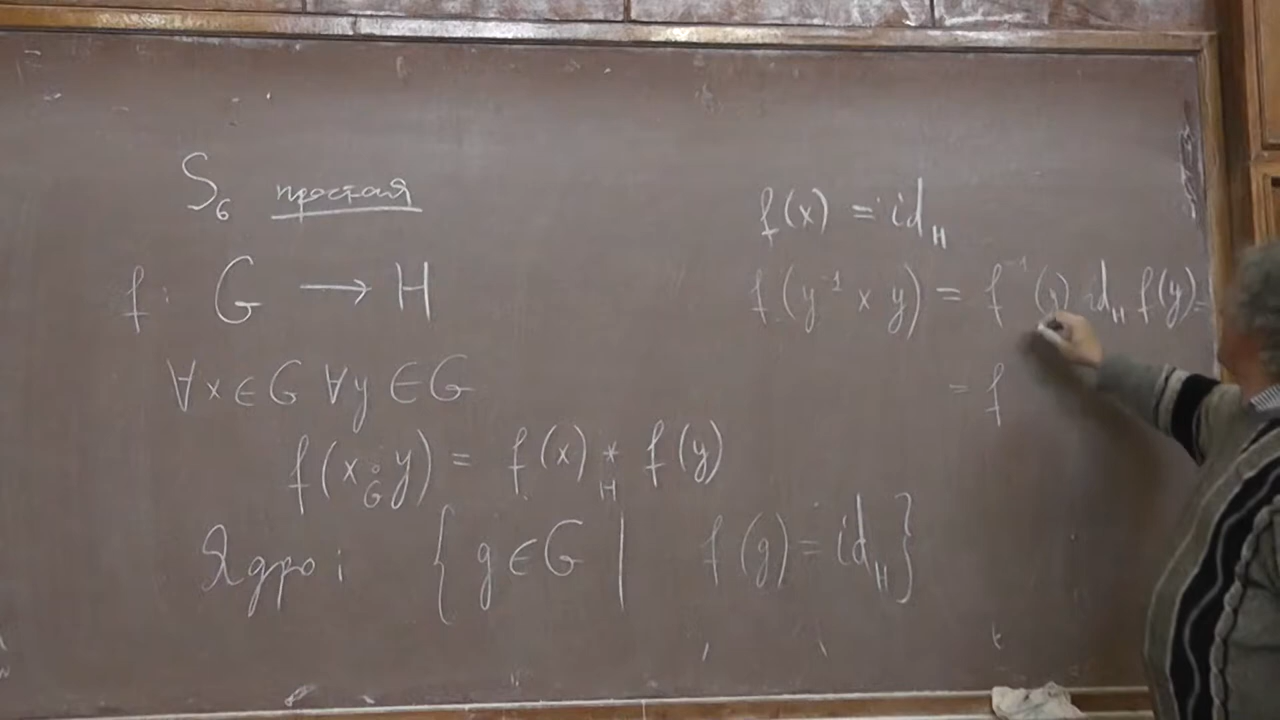 S₆ простая
f: G → H
∀x∈G ∀y∈G
f(x ∘_G y) = f(x) *_H f(y)
Ядро: {g∈G | f(g) = id_H}
f(x) = id_H
f(y⁻¹ x y) = f⁻¹(y) id_H f(y) =
= f